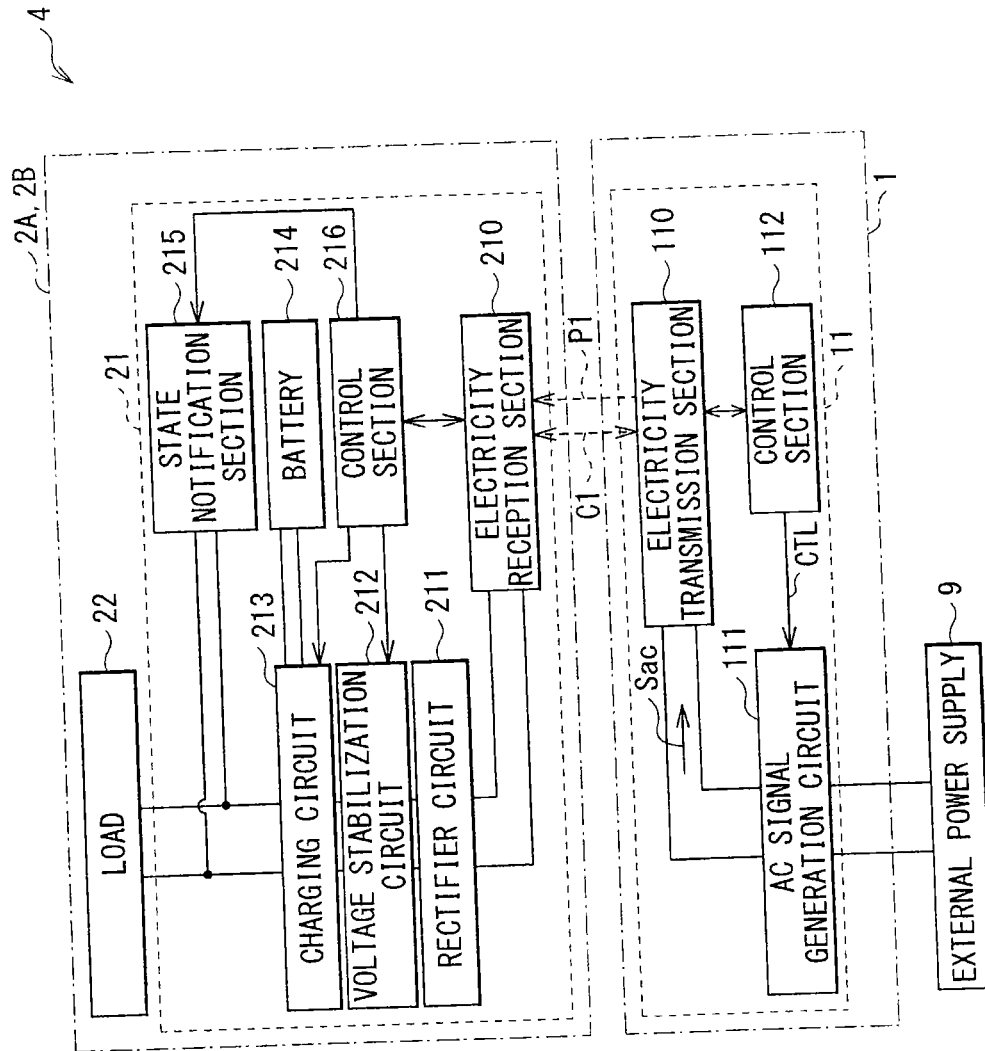 4
2A, 2B
21
LOAD
22
STATE
NOTIFICATION
SECTION
215
BATTERY
214
CONTROL
SECTION
216
CHARGING CIRCUIT
213
VOLTAGE STABILIZATION
CIRCUIT
212
RECTIFIER CIRCUIT
211
ELECTRICITY
RECEPTION SECTION
210
C1
P1
1
11
ELECTRICITY
TRANSMISSION SECTION
110
Sac
AC SIGNAL
GENERATION CIRCUIT
111
CTL
CONTROL
SECTION
112
EXTERNAL POWER SUPPLY
9